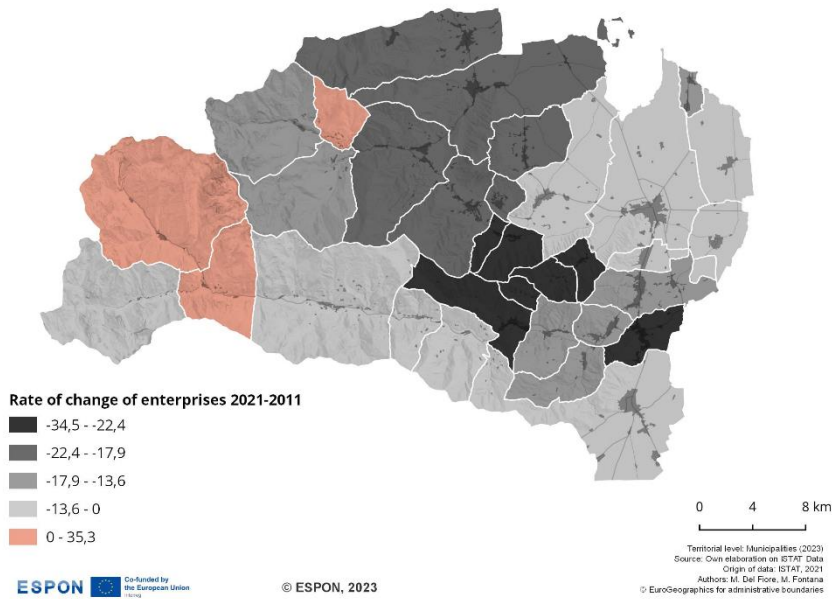 Rate of change of enterprises 2021-2011
-34,5 - -22,4
-22,4 - -17,9
-17,9 - -13,6
-13,6 - 0
0 - 35,3
0 4 8 km
Territorial level: Municipalities (2023)
Source: Own elaboration on ISTAT Data
Origin of data: ISTAT, 2021
Authors: M. Del Fiore, M. Fontana
© EuroGeographics for administrative boundaries
ESPON
Co-funded by
the European Union
Interreg
© ESPON, 2023